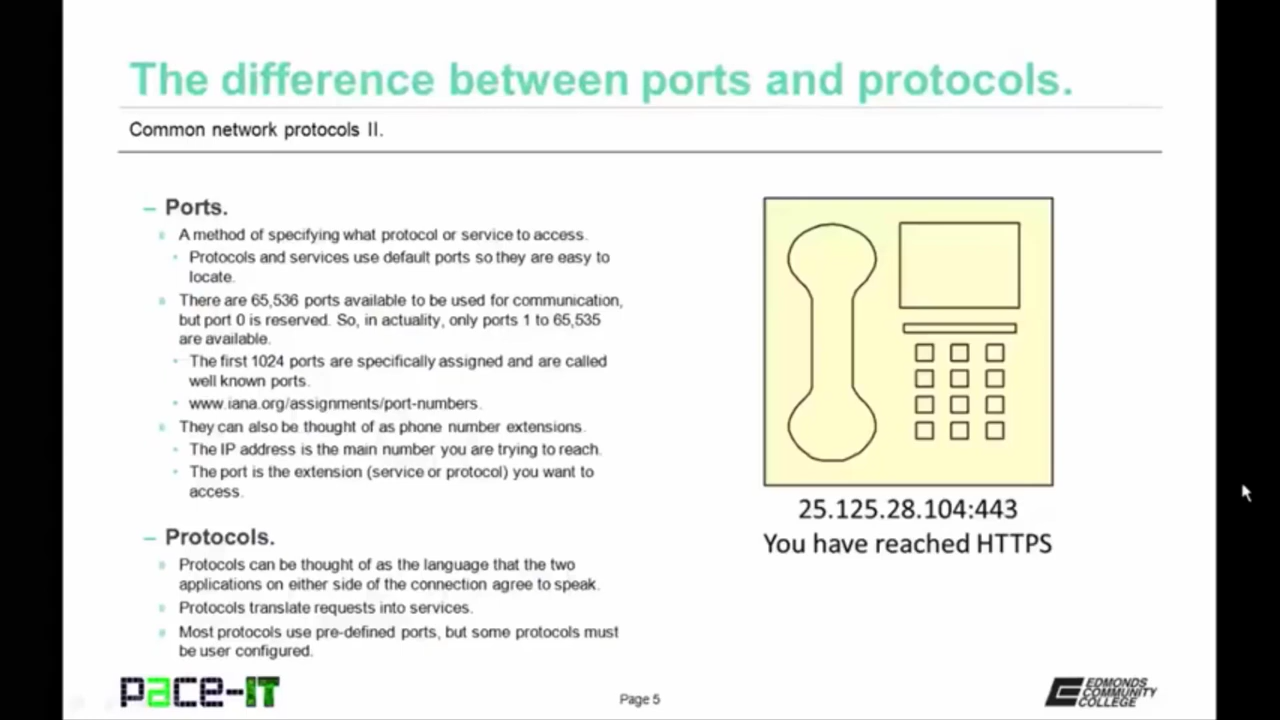 The difference between ports and protocols.
Common network protocols II.
– Ports.
A method of specifying what protocol or service to access.
Protocols and services use default ports so they are easy to
locate.
There are 65,536 ports available to be used for communication,
but port 0 is reserved. So, in actuality, only ports 1 to 65,535
are available.
The first 1024 ports are specifically assigned and are called
well known ports.
www.iana.org/assignments/port-numbers.
They can also be thought of as phone number extensions.
The IP address is the main number you are trying to reach.
The port is the extension (service or protocol) you want to
access.
– Protocols.
Protocols can be thought of as the language that the two
applications on either side of the connection agree to speak.
Protocols translate requests into services.
Most protocols use pre-defined ports, but some protocols must
be user configured.
25.125.28.104:443
You have reached HTTPS
pace-IT
Page 5
EDMONDS
COMMUNITY
COLLEGE